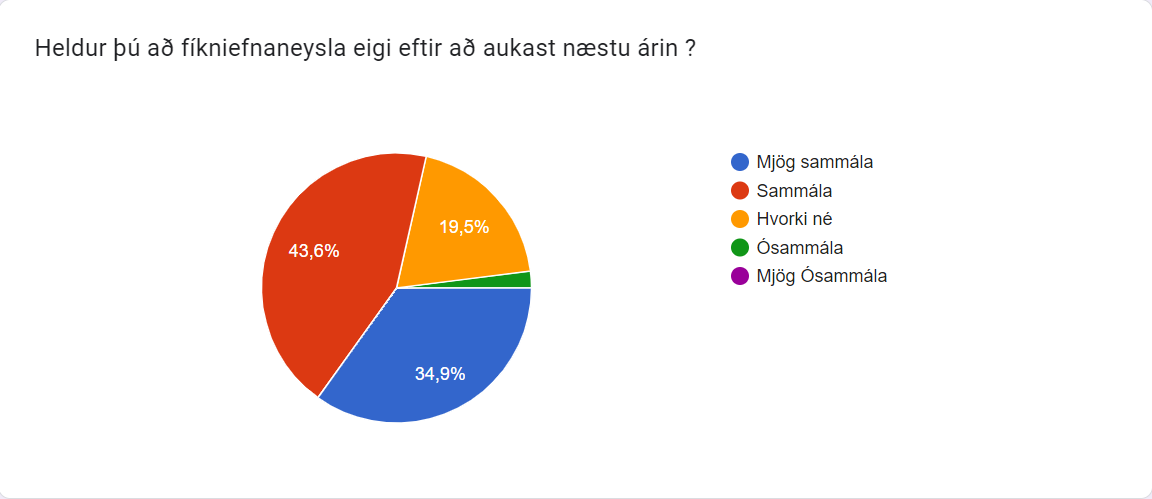 Heldur þú að fíkniefnaneysla eigi eftir að aukast næstu árin ?
Mjög sammála
Sammála
Hvorki né
Ósammála
Mjög Ósammála
19,5%
43,6%
34,9%